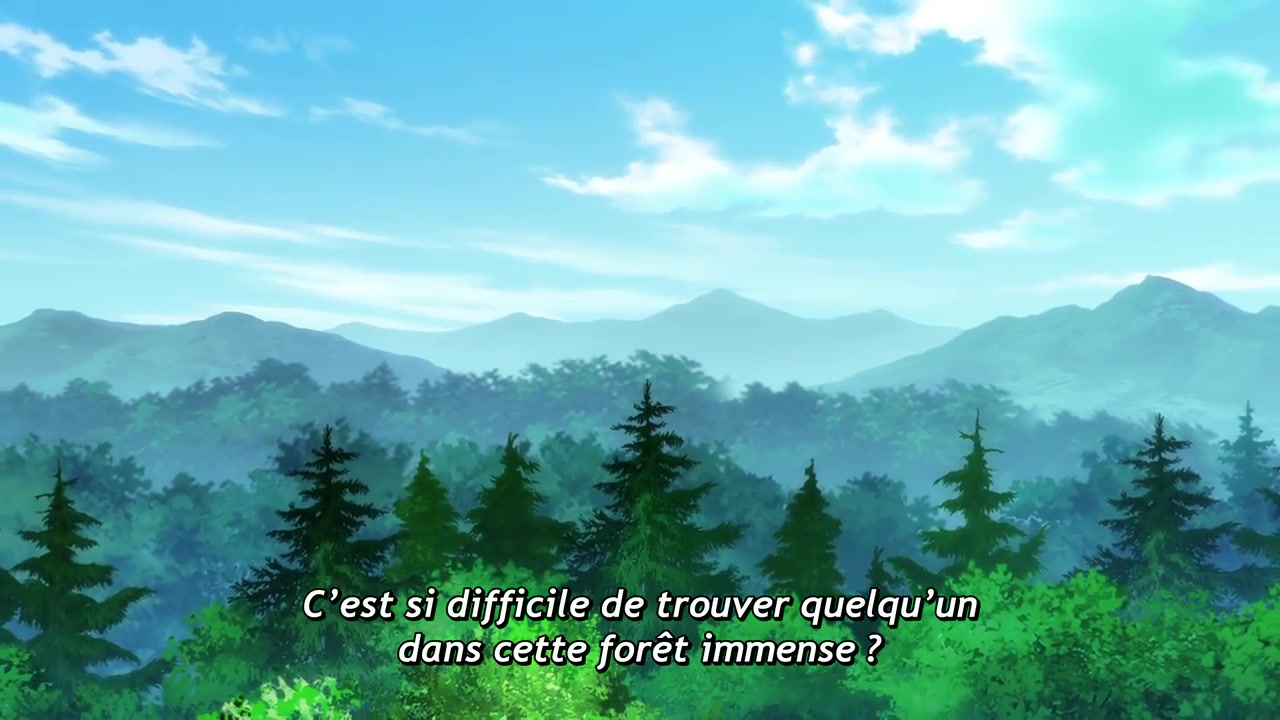 C’est si difficile de trouver quelqu’un
dans cette forêt immense ?